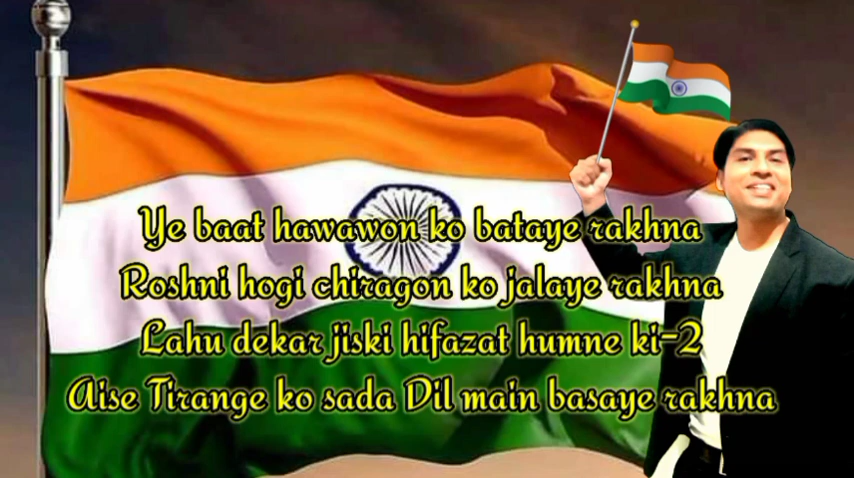 Ye baat hawawon ko bataye rakhna
Roshni hogi chiragon ko jalaye rakhna
Lahu dekar jiski hifazat humne ki-2
Aise Tirange ko sada Dil main basaye rakhna